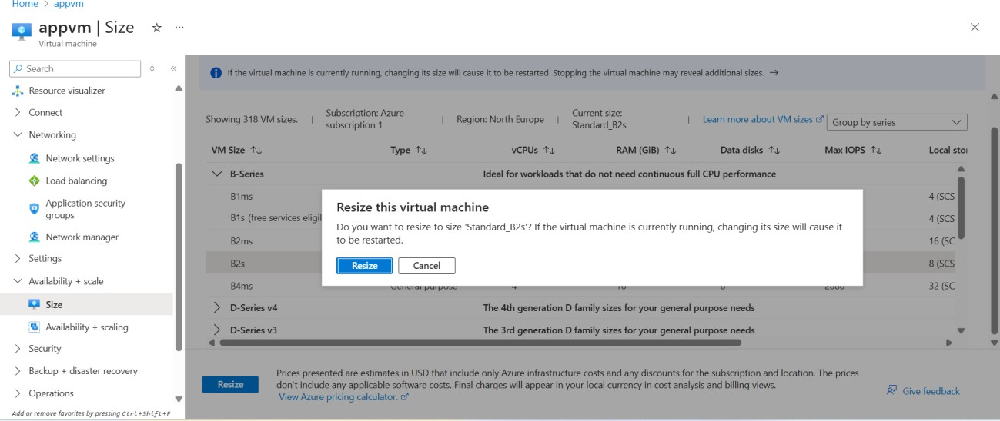 Home > appvm
appvm | Size
Virtual machine
Search
Resource visualizer
Connect
Networking
Network settings
Load balancing
Application security
groups
Network manager
Settings
Availability + scale
Size
Availability + scaling
Security
Backup + disaster recovery
Operations
Add or remove favorites by pressing Ctrl+Shift+F
If the virtual machine is currently running, changing its size will cause it to be restarted. Stopping the virtual machine may reveal additional sizes. →
Showing 318 VM sizes. | Subscription: Azure subscription 1 | Region: North Europe | Current size: Standard_B2s | Learn more about VM sizes
Group by series
VM Size ↑↓ Type ↑↓ vCPUs ↑↓ RAM (GiB) ↑↓ Data disks ↑↓ Max IOPS ↑↓ Local
B-Series Ideal for workloads that do not need continuous full CPU performance
B1ms 4 (SCS
B1s (free services 4 (SCS
B2ms 16 (SC
B2s 8 (SCS
B4ms General purpose 4 16 8 2880 32 (SC
D-Series v4 The 4th generation D family sizes for your general purpose needs
D-Series v3 The 3rd generation D family sizes for your general purpose needs
Resize this virtual machine
Do you want to resize to size 'Standard_B2s'? If the virtual machine is currently running, changing its size will cause it
to be restarted.
Resize Cancel
Resize
Prices presented are estimates in USD that include only Azure infrastructure costs and any discounts for the subscription and location. The prices
don't include any applicable software costs. Final charges will appear in your local currency in cost analysis and billing views.
View Azure pricing calculator.
Give feedback